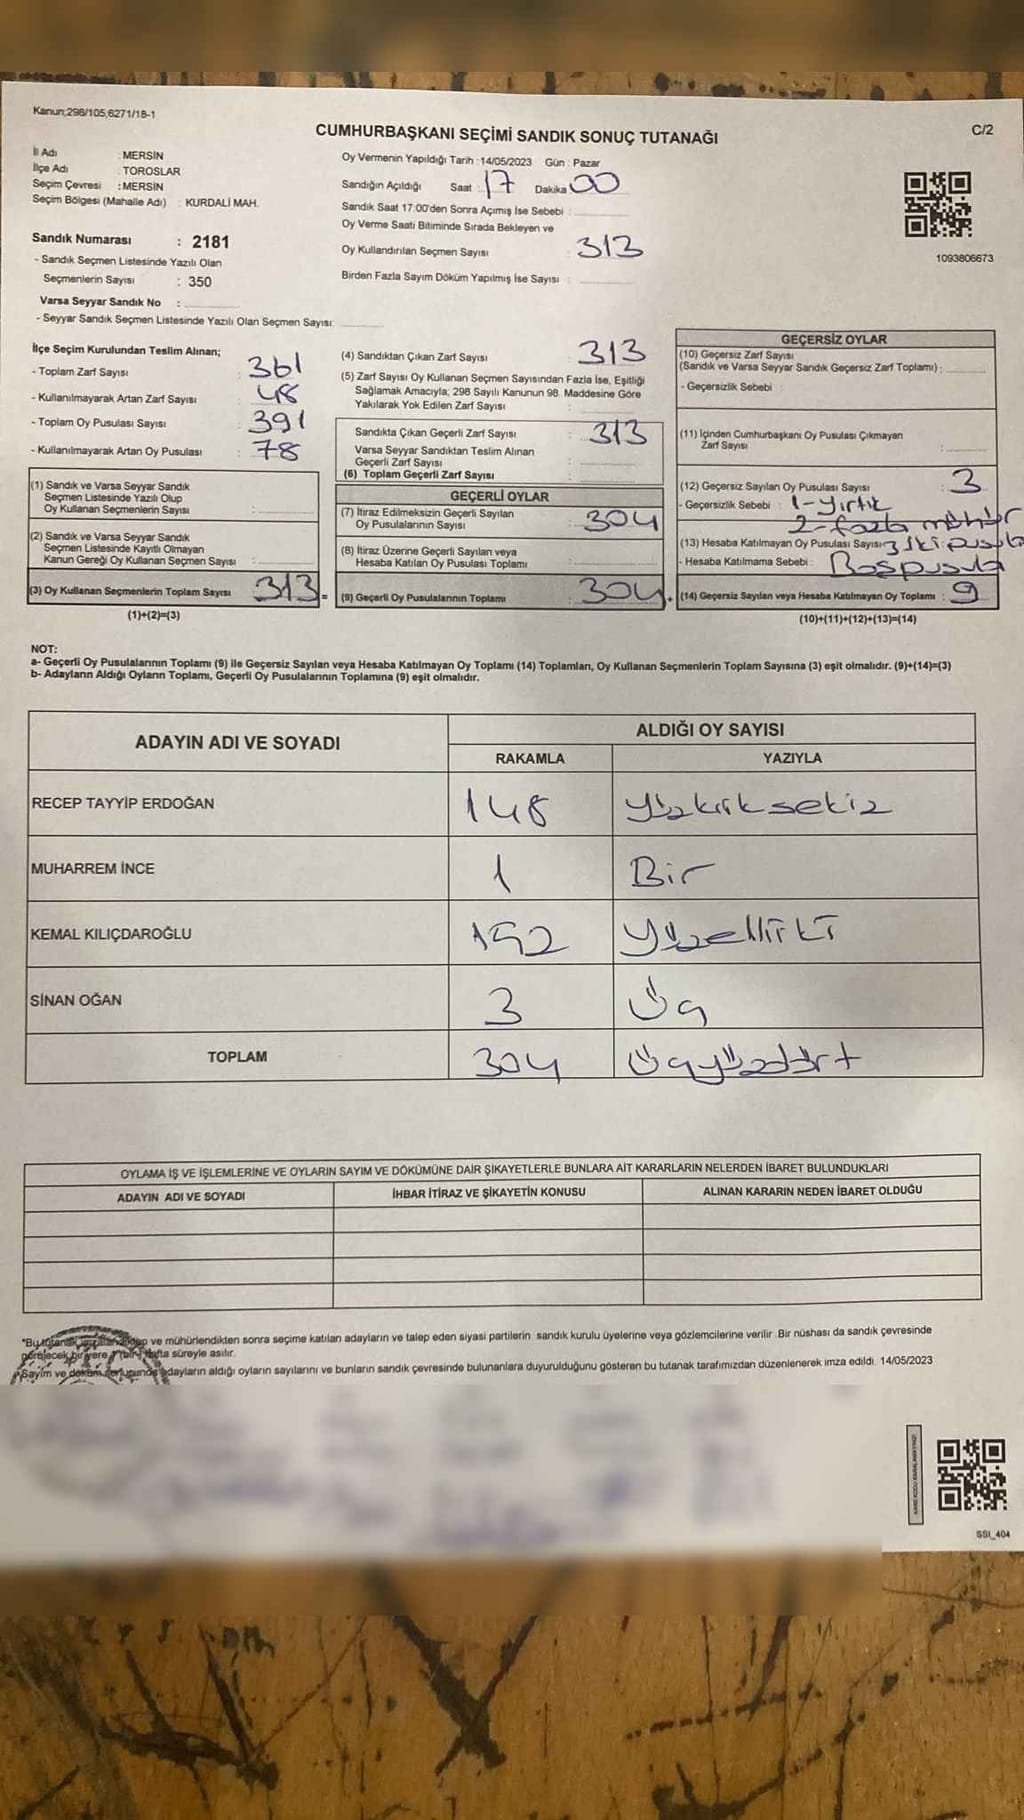 Kanun;298/105,6271/18-1
CUMHURBAŞKANI SEÇİMİ SANDIK SONUÇ TUTANAĞI
C/2
İl Adı : MERSİN
İlçe Adı : TOROSLAR
Seçim Çevresi : MERSİN
Seçim Bölgesi (Mahalle Adı) : KURDALİ MAH.
Sandık Numarası : 2181
- Sandık Seçmen Listesinde Yazılı Olan
Seçmenlerin Sayısı : 350
Varsa Seyyar Sandık No :
- Seyyar Sandık Seçmen Listesinde Yazılı Olan Seçmen Sayısı:
Oy Vermenin Yapıldığı Tarih :14/05/2023 Gün : Pazar
Sandığın Açıldığı Saat : 17 Dakika 00
Sandık Saat 17:00'den Sonra Açımış İse Sebebi :
Oy Verme Saati Bitiminde Sırada Bekleyen ve
Oy Kullandırılan Seçmen Sayısı : 313
Birden Fazla Sayım Döküm Yapılmış İse Sayısı :
1093806673
İlçe Seçim Kurulundan Teslim Alınan;
- Toplam Zarf Sayısı : 361
- Kullanılmayarak Artan Zarf Sayısı : 48
- Toplam Oy Pusulası Sayısı : 391
- Kullanılmayarak Artan Oy Pusulası : 78
(1) Sandık ve Varsa Seyyar Sandık
Seçmen Listesinde Yazılı Olup
Oy Kullanan Seçmenlerin Sayısı :
(2) Sandık ve Varsa Seyyar Sandık
Seçmen Listesinde Kayıtlı Olmayan
Kanun Gereği Oy Kullanan Seçmen Sayısı :
(3) Oy Kullanan Seçmenlerin Toplam Sayısı 313 =
(1)+(2)=(3)
(4) Sandıktan Çıkan Zarf Sayısı : 313
(5) Zarf Sayısı Oy Kullanan Seçmen Sayısından Fazla İse, Eşitliği
Sağlamak Amacıyla, 298 Sayılı Kanunun 98. Maddesine Göre
Yakılarak Yok Edilen Zarf Sayısı :
Sandıkta Çıkan Geçerli Zarf Sayısı : 313
Varsa Seyyar Sandıktan Teslim Alınan
Geçerli Zarf Sayısı :
(6) Toplam Geçerli Zarf Sayısı :
GEÇERLİ OYLAR
(7) İtiraz Edilmeksizin Geçerli Sayılan
Oy Pusulalarının Sayısı : 304
(8) İtiraz Üzerine Geçerli Sayılan veya
Hesaba Katılan Oy Pusulası Toplamı :
(9) Geçerli Oy Pusulalarının Toplamı : 304 +
GEÇERSİZ OYLAR
(10) Geçersiz Zarf Sayısı
(Sandık ve Varsa Seyyar Sandık Geçersiz Zarf Toplamı) :
- Geçersizlik Sebebi :
(11) İçinden Cumhurbaşkanı Oy Pusulası Çıkmayan
Zarf Sayısı :
(12) Geçersiz Sayılan Oy Pusulası Sayısı : 3
- Geçersizlik Sebebi : 1-yırtık
2-fazla mühür
(13) Hesaba Katılmayan Oy Pusulası Sayısı: 3 İki pusula
- Hesaba Katılmama Sebebi : Boş pusula
(14) Geçersiz Sayılan veya Hesaba Katılmayan Oy Toplamı : 9
(10)+(11)+(12)+(13)=(14)
NOT:
a- Geçerli Oy Pusulalarının Toplamı (9) ile Geçersiz Sayılan veya Hesaba Katılmayan Oy Toplamı (14) Toplamları, Oy Kullanan Seçmenlerin Toplam Sayısına (3) eşit olmalıdır. (9)+(14)=(3)
b- Adayların Aldığı Oyların Toplamı, Geçerli Oy Pusulalarının Toplamına (9) eşit olmalıdır.
ADAYIN ADI VE SOYADI
ALDIĞI OY SAYISI
RAKAMLA YAZIYLA
RECEP TAYYİP ERDOĞAN 148 Yüzkırksekiz
MUHARREM İNCE 1 Bir
KEMAL KILIÇDAROĞLU 152 Yüzelliiki
SİNAN OĞAN 3 Üç
TOPLAM 304 Üçyüzdört
OYLAMA İŞ VE İŞLEMLERİNE VE OYLARIN SAYIM VE DÖKÜMÜNE DAİR ŞİKAYETLERLE BUNLARA AİT KARARLARIN NELERDEN İBARET BULUNDUKLARI
ADAYIN ADI VE SOYADI İHBAR İTİRAZ VE ŞİKAYETİN KONUSU ALINAN KARARIN NEDEN İBARET OLDUĞU
ve mühürlendikten sonra seçime katılan adayların ve talep eden siyasi partilerin sandık kurulu üyelerine veya gözlemcilerine verilir .Bir nüshası da sandık çevresinde
görelecek bir yere 7 (bir) hafta süreyle asılır.
Sayım ve döküm sonucunda adayların aldığı oyların sayılarını ve bunların sandık çevresinde bulunanlara duyurulduğunu gösteren bu tutanak tarafımızdan düzenlenerek imza edildi. 14/05/2023
SSI_404